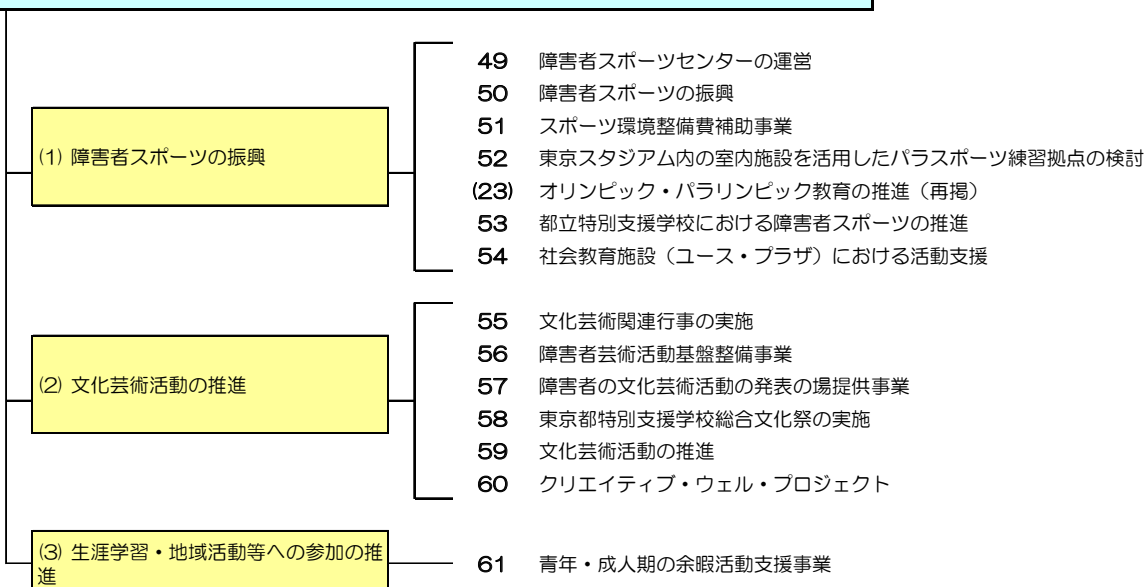 (1) 障害者スポーツの振興
49 障害者スポーツセンターの運営
50 障害者スポーツの振興
51 スポーツ環境整備費補助事業
52 東京スタジアム内の室内施設を活用したパラスポーツ練習拠点の検討
(23) オリンピック・パラリンピック教育の推進（再掲）
53 都立特別支援学校における障害者スポーツの推進
54 社会教育施設（ユース・プラザ）における活動支援
(2) 文化芸術活動の推進
55 文化芸術関連行事の実施
56 障害者芸術活動基盤整備事業
57 障害者の文化芸術活動の発表の場提供事業
58 東京都特別支援学校総合文化祭の実施
59 文化芸術活動の推進
60 クリエイティブ・ウェル・プロジェクト
(3) 生涯学習・地域活動等への参加の推
進
61 青年・成人期の余暇活動支援事業